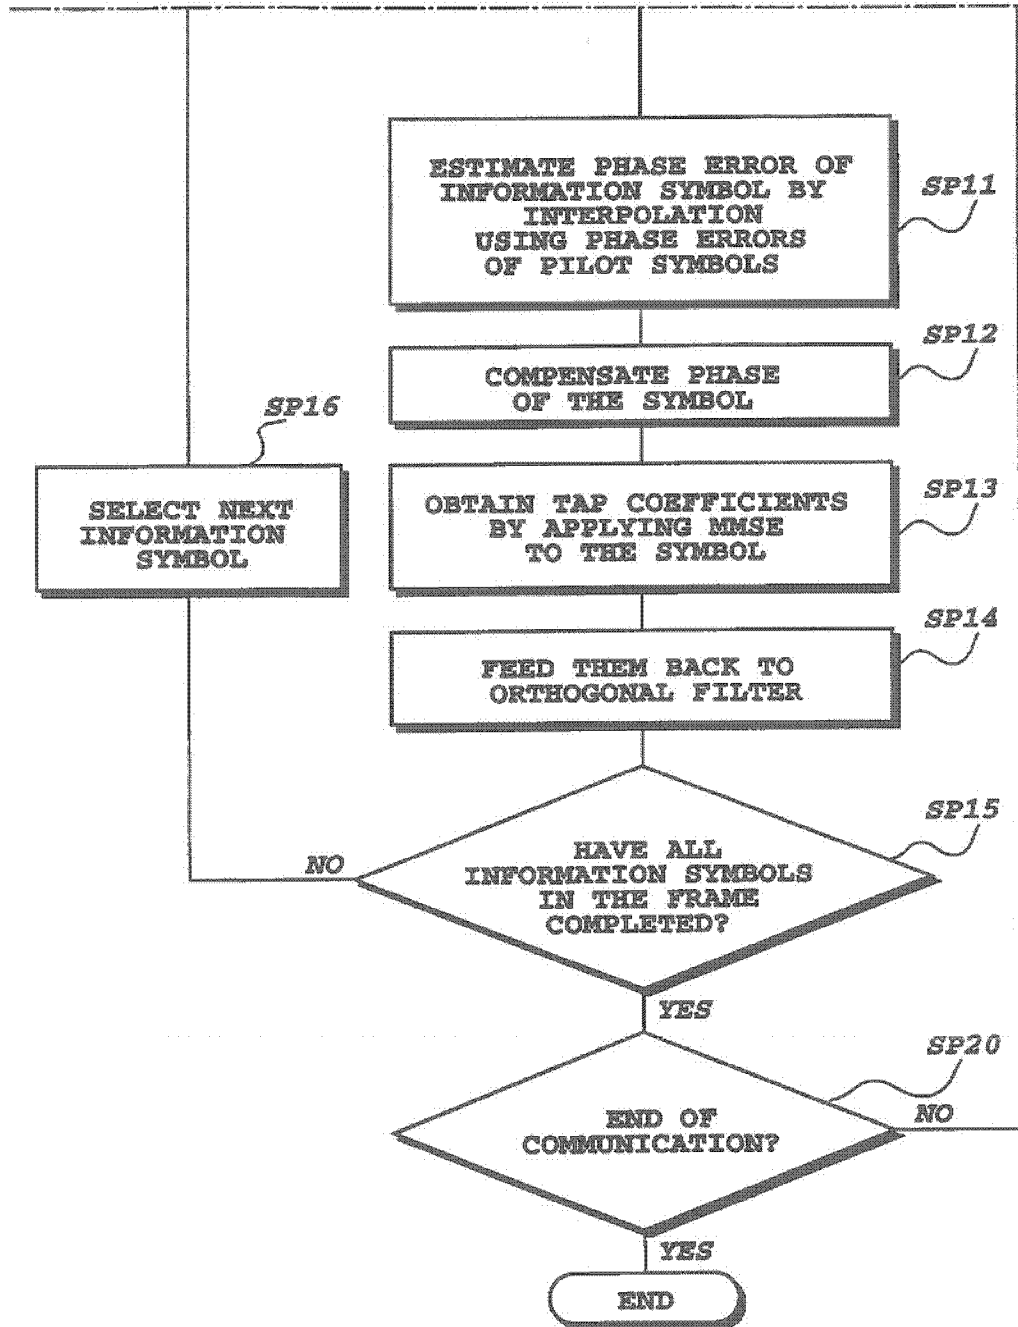 ESTIMATE PHASE ERROR OF
INFORMATION SYMBOL BY
INTERPOLATION
USING PHASE ERRORS
OF PILOT SYMBOLS
SP11
COMPENSATE PHASE
OF THE SYMBOL
SP12
SP16
SELECT NEXT
INFORMATION
SYMBOL
OBTAIN TAP COEFFICIENTS
BY APPLYING MMSE
TO THE SYMBOL
SP13
FEED THEM BACK TO
ORTHOGONAL FILTER
SP14
HAVE ALL
INFORMATION SYMBOLS
IN THE FRAME
COMPLETED?
SP15
NO
YES
END OF
COMMUNICATION?
SP20
NO
YES
END